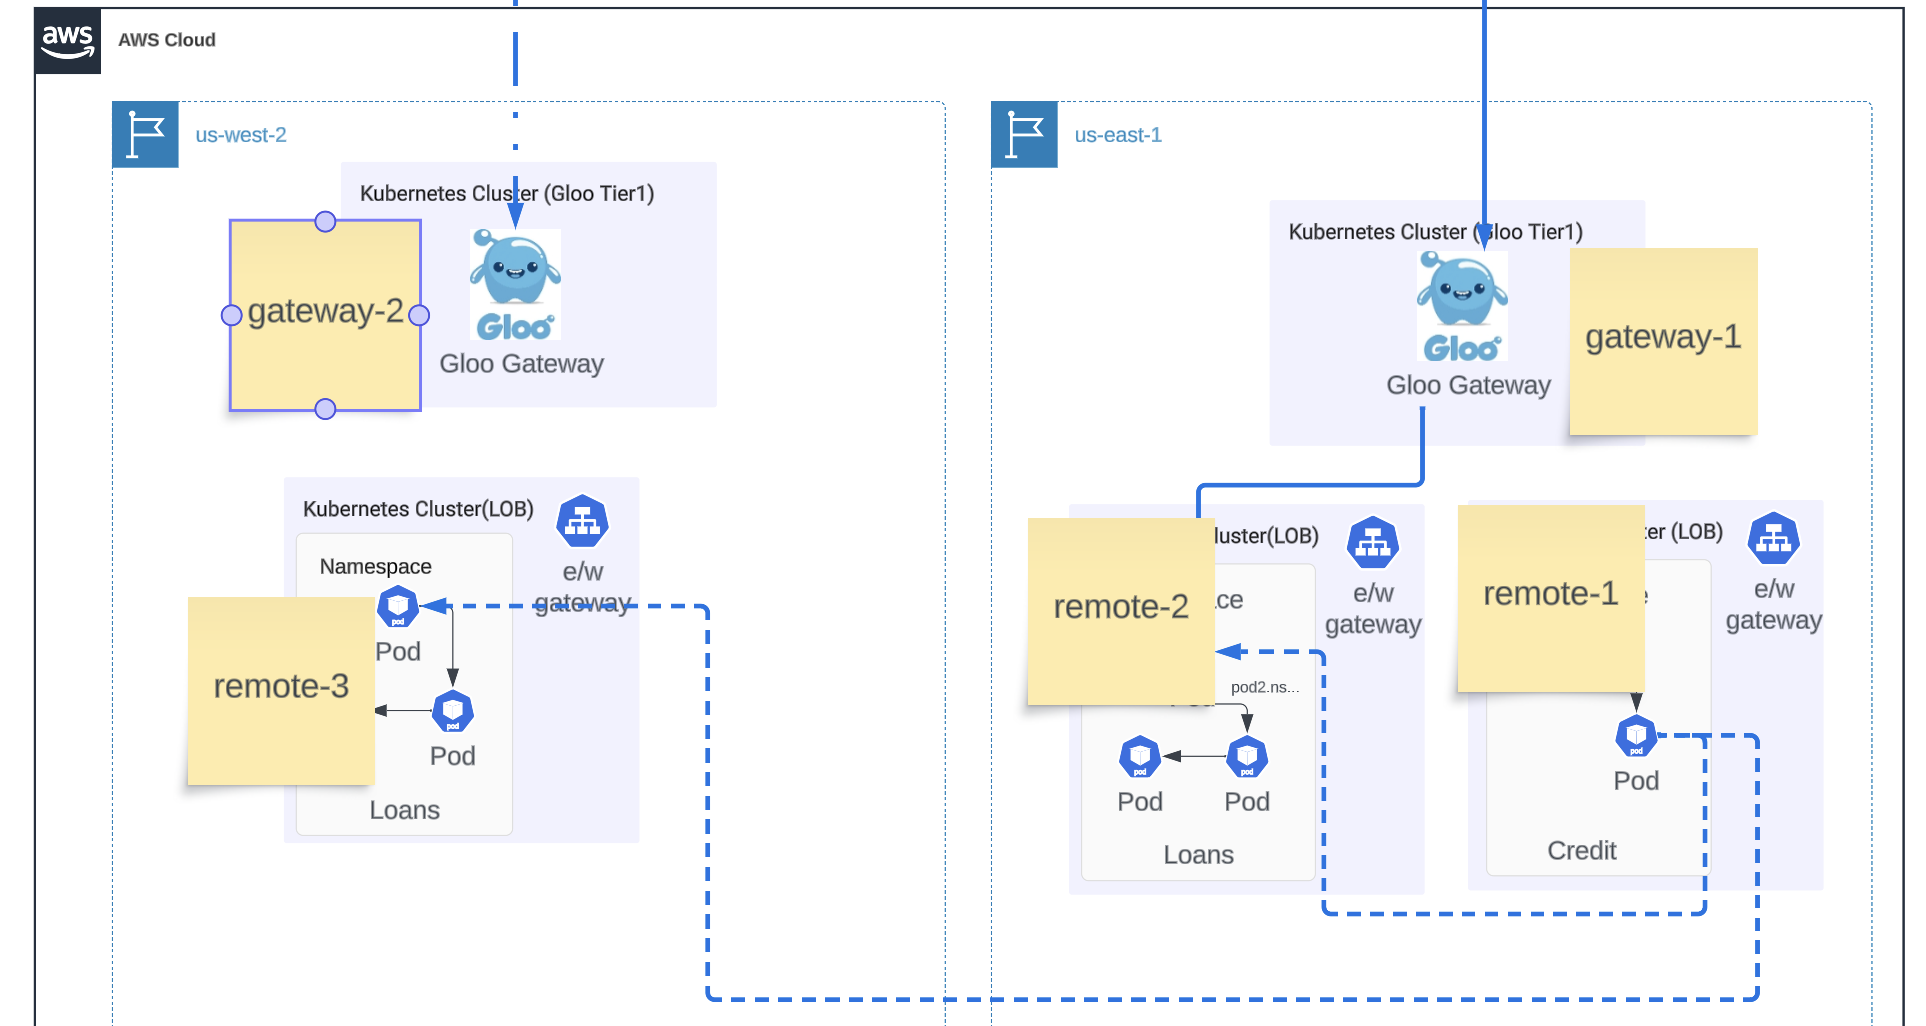 aws
AWS Cloud
us-west-2
Kubernetes Cluster (Gloo Tier1)
gateway-2
Gloo
Gloo Gateway
Kubernetes Cluster(LOB)
Namespace
e/w
gateway
pod
Pod
remote-3
pod
Pod
Loans
us-east-1
Kubernetes Cluster (Gloo Tier1)
Gloo
Gloo Gateway
gateway-1
luster(LOB)
remote-2
ce
e/w
gateway
pod2.ns...
pod
Pod
pod
Pod
Loans
(LOB)
remote-1
e/w
gateway
pod
Pod
Credit